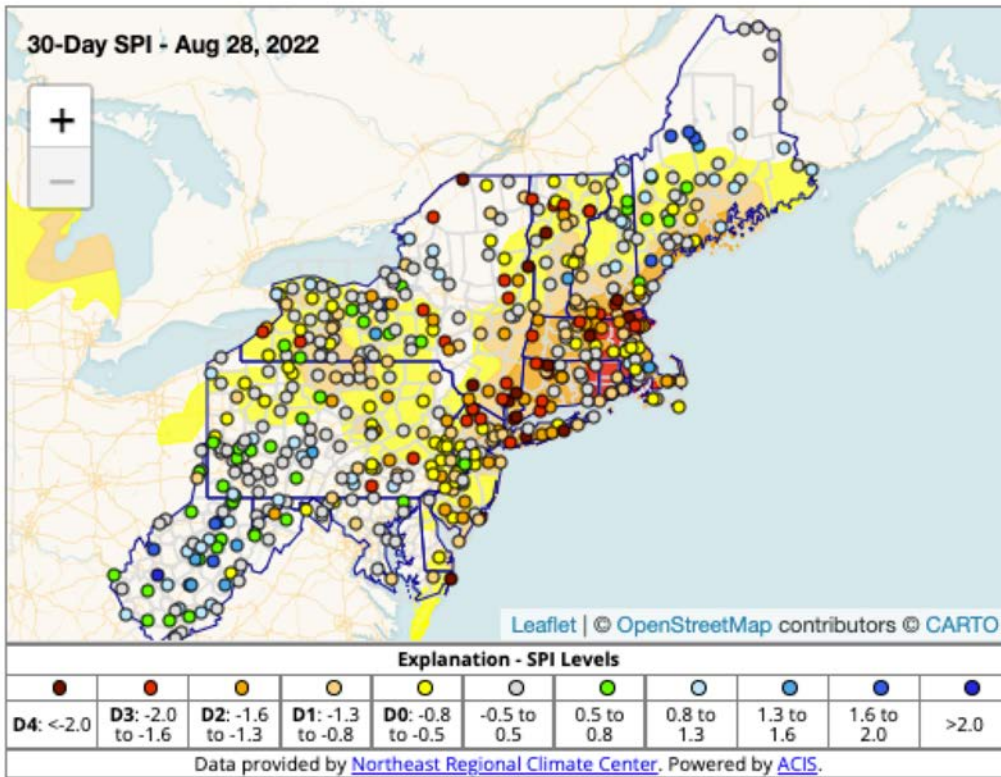 30-Day SPI - Aug 28, 2022
+
−
Leaflet | © OpenStreetMap contributors © CARTO
Explanation - SPI Levels
D4: <-2.0
D3: -2.0
to -1.6
D2: -1.6
to -1.3
D1: -1.3
to -0.8
D0: -0.8
to -0.5
-0.5 to
0.5
0.5 to
0.8
0.8 to
1.3
1.3 to
1.6
1.6 to
2.0
>2.0
Data provided by Northeast Regional Climate Center. Powered by ACIS.